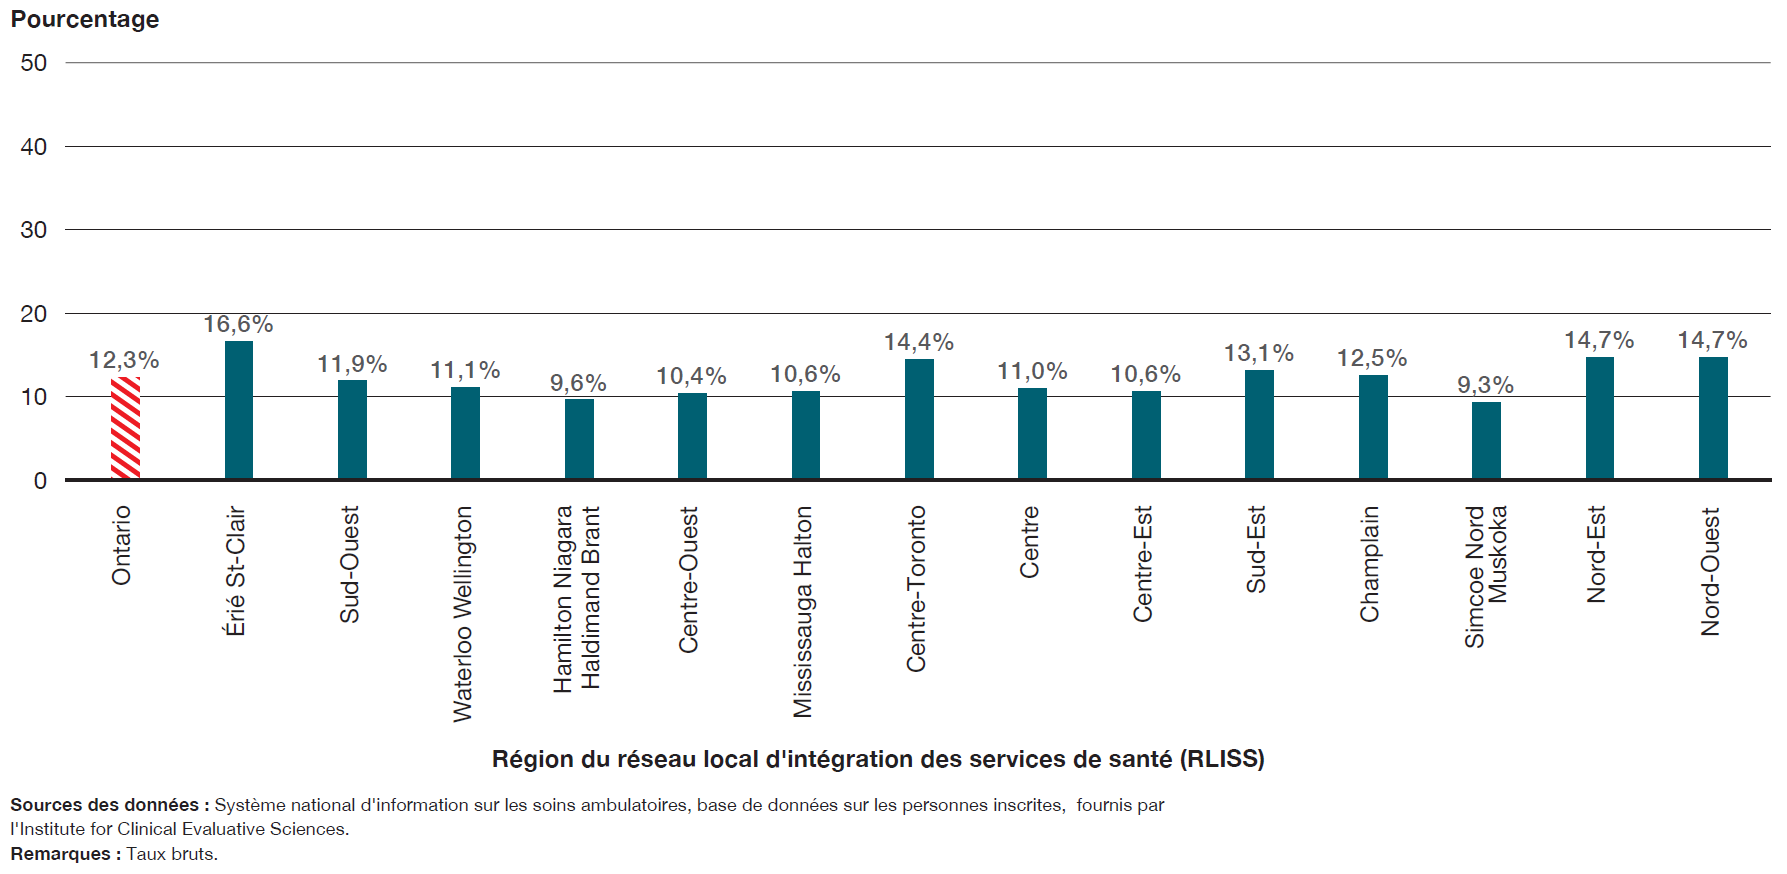 Pourcentage
50
40
30
20
10
0
12,3%
16,6%
11,9%
11,1%
9,6%
10,4%
10,6%
14,4%
11,0%
10,6%
13,1%
12,5%
9,3%
14,7%
14,7%
Ontario
Érié St-Clair
Sud-Ouest
Waterloo Wellington
Hamilton Niagara
Haldimand Brant
Centre-Ouest
Mississauga Halton
Centre-Toronto
Centre
Centre-Est
Sud-Est
Champlain
Simcoe Nord
Muskoka
Nord-Est
Nord-Ouest
Région du réseau local d'intégration des services de santé (RLISS)
Sources des données : Système national d'information sur les soins ambulatoires, base de données sur les personnes inscrites,  fournis par
l'Institute for Clinical Evaluative Sciences.
Remarques : Taux bruts.